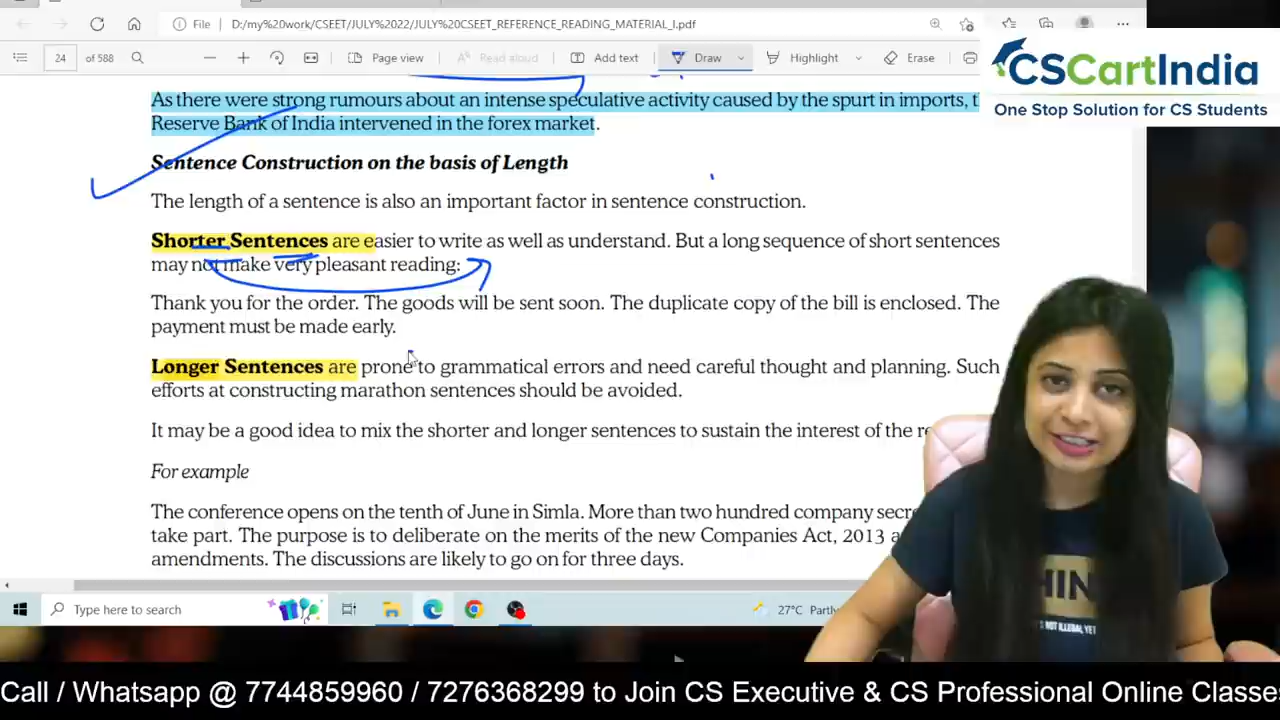 File
D:/my%20work/CSEET/JULY%2022/JULY%20CSEET_REFERENCE_READING_MATERIAL_I.pdf
24 of 588
Page view
Read aloud
Add text
Draw
Highlight
Erase
CSCartIndia
One Stop Solution for CS Students
As there were strong rumours about an intense speculative activity caused by the spurt in imports, t
Reserve Bank of India intervened in the forex market.
Sentence Construction on the basis of Length
The length of a sentence is also an important factor in sentence construction.
Shorter Sentences are easier to write as well as understand. But a long sequence of short sentences
may not make very pleasant reading:
Thank you for the order. The goods will be sent soon. The duplicate copy of the bill is enclosed. The
payment must be made early.
Longer Sentences are prone to grammatical errors and need careful thought and planning. Such
efforts at constructing marathon sentences should be avoided.
It may be a good idea to mix the shorter and longer sentences to sustain the interest of the re
For example
The conference opens on the tenth of June in Simla. More than two hundred company secre
take part. The purpose is to deliberate on the merits of the new Companies Act, 2013 a
amendments. The discussions are likely to go on for three days.
HIN
S NOT ILLEGAL YET
Type here to search
27°C Partly
Call / Whatsapp @ 7744859960 / 7276368299 to Join CS Executive & CS Professional Online Classes